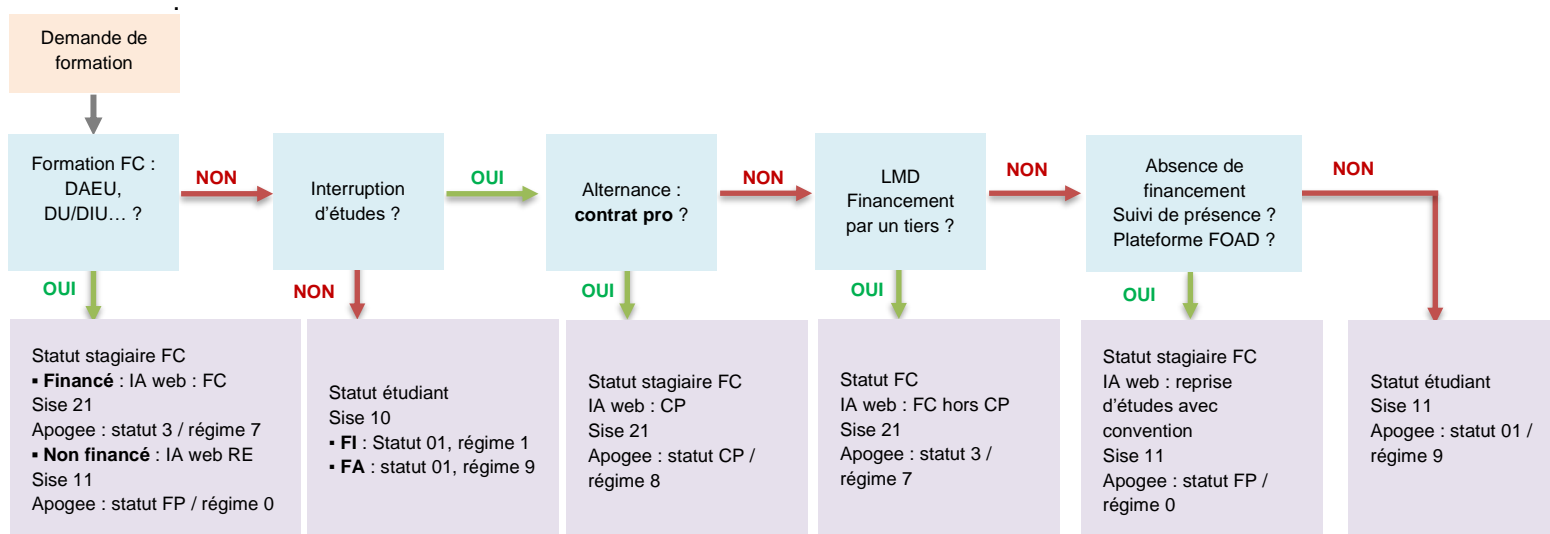 Demande de
formation
Formation FC :
DAEU,
DU/DIU… ?
NON
Interruption
d'études ?
OUI
Alternance :
contrat pro ?
NON
LMD
Financement
par un tiers ?
NON
Absence de
financement
Suivi de présence ?
Plateforme FOAD ?
NON
OUI
NON
OUI
OUI
OUI
Statut stagiaire FC
▪ Financé : IA web : FC
Sise 21
Apogee : statut 3 / régime 7
▪ Non financé : IA web RE
Sise 11
Apogee : statut FP / régime 0
Statut étudiant
Sise 10
▪ FI : Statut 01, régime 1
▪ FA : statut 01, régime 9
Statut stagiaire FC
IA web : CP
Sise 21
Apogee : statut CP /
régime 8
Statut FC
IA web : FC hors CP
Sise 21
Apogee : statut 3 /
régime 7
Statut stagiaire FC
IA web : reprise
d'études avec
convention
Sise 11
Apogee : statut FP /
régime 0
Statut étudiant
Sise 11
Apogee : statut 01 /
régime 9